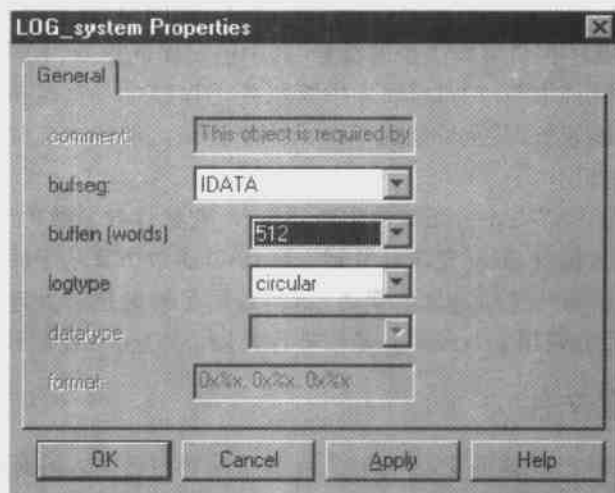 LOG_system Properties
General
comment: This object is required by
bufseg: IDATA
buflen (words) 512
logtype circular
datatype
format: 0x%x, 0x%x, 0x%x
OK Cancel Apply Help